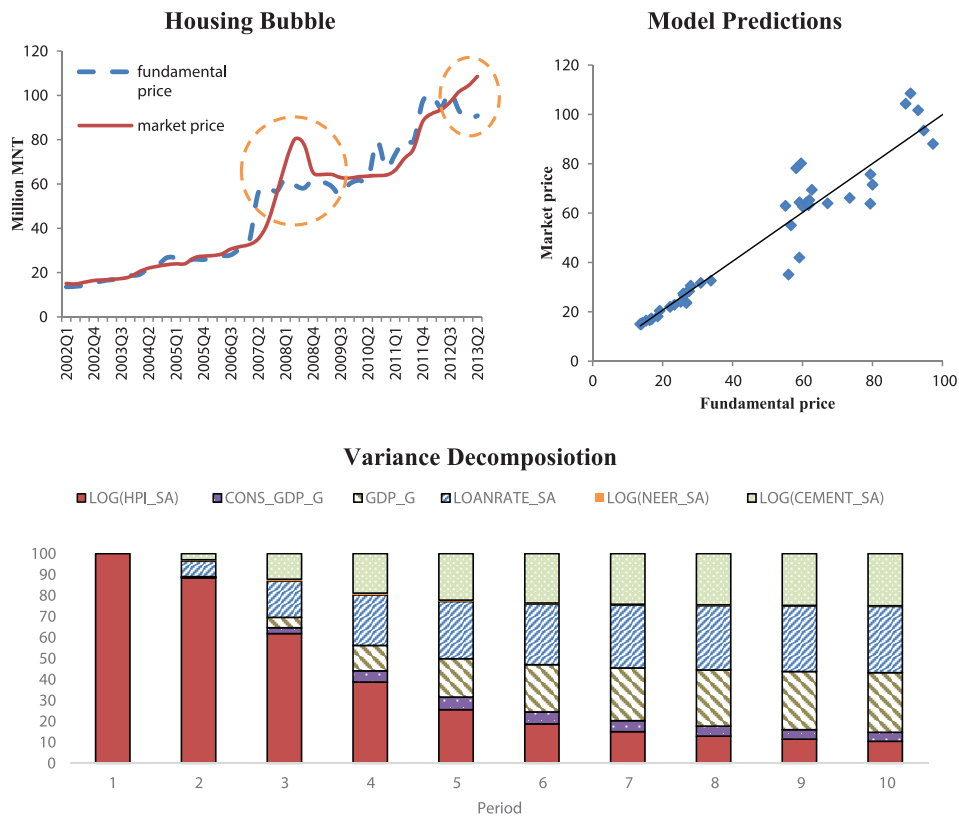 Housing Bubble
120
100
80
60
40
20
0
Million MNT
fundamental
price
market price
2002Q1
2002Q4
2003Q3
2004Q2
2005Q1
2005Q4
2006Q3
2007Q2
2008Q1
2008Q4
2009Q3
2010Q2
2011Q1
2011Q4
2012Q3
2013Q2
Model Predictions
120
100
80
60
40
20
0
Market price
0 20 40 60 80 100
Fundamental price
Variance Decomposiotion
LOG(HPI_SA) CONS_GDP_G GDP_G LOANRATE_SA LOG(NEER_SA) LOG(CEMENT_SA)
100
90
80
70
60
50
40
30
20
10
0
1 2 3 4 5 6 7 8 9 10
Period